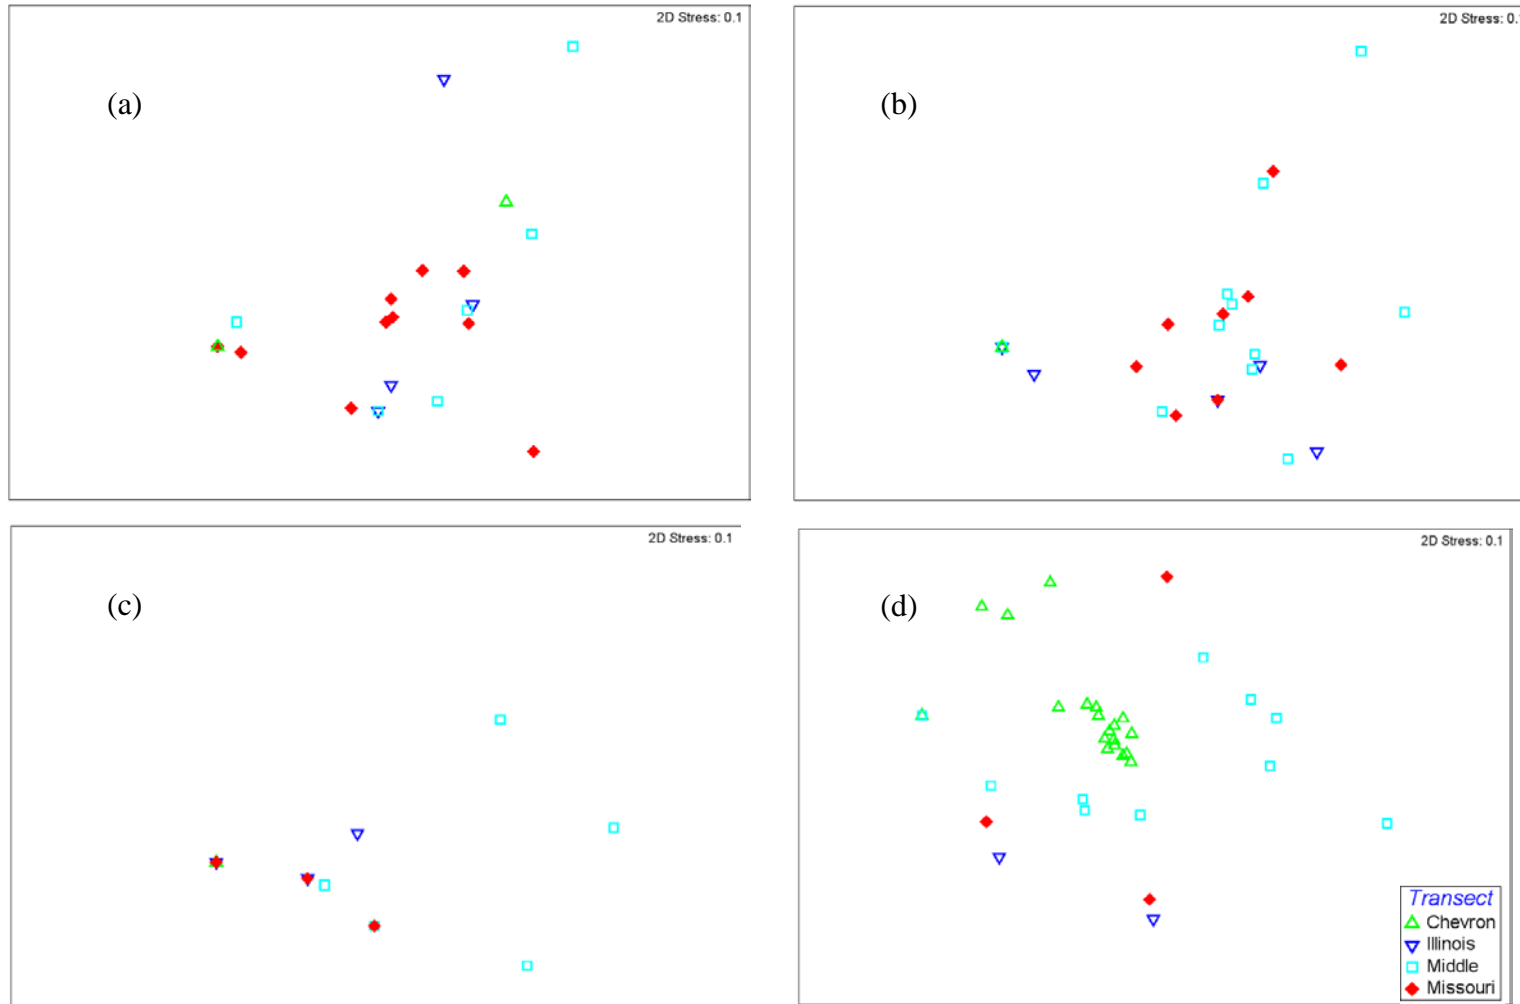 2D Stress: 0.1
(a)
2D Stress: 0.1
(b)
2D Stress: 0.1
(c)
2D Stress: 0.1
(d)
Transect
Chevron
Illinois
Middle
Missouri